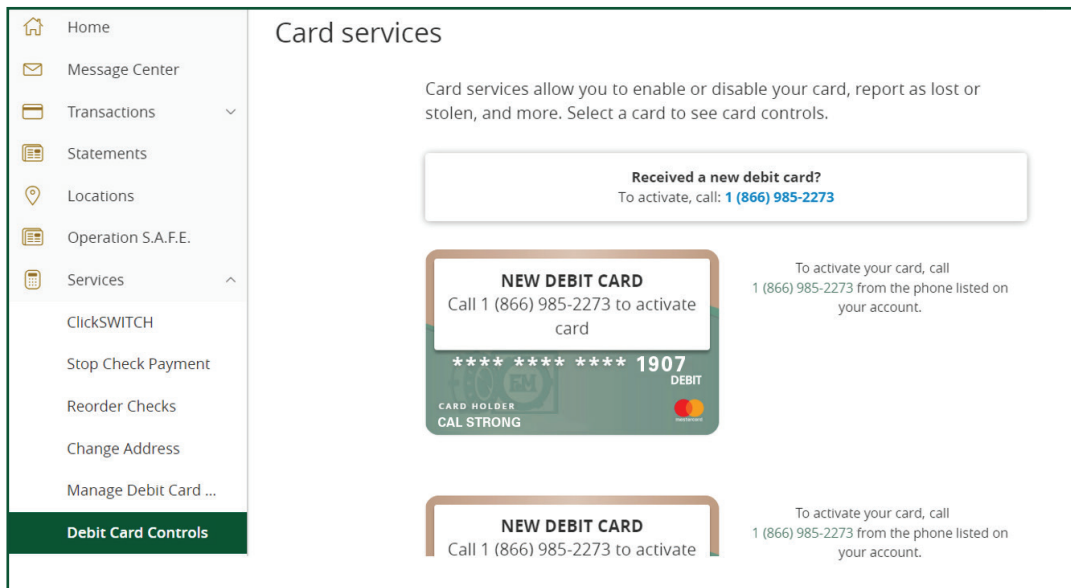 Home
Message Center
Transactions
Statements
Locations
Operation S.A.F.E.
Services
ClickSWITCH
Stop Check Payment
Reorder Checks
Change Address
Manage Debit Card ...
Debit Card Controls
Card services
Card services allow you to enable or disable your card, report as lost or
stolen, and more. Select a card to see card controls.
Received a new debit card?
To activate, call: 1 (866) 985-2273
NEW DEBIT CARD
Call 1 (866) 985-2273 to activate
card
**** **** **** 1907
DEBIT
CARD HOLDER
CAL STRONG
mastercard
To activate your card, call
1 (866) 985-2273 from the phone listed on
your account.
NEW DEBIT CARD
Call 1 (866) 985-2273 to activate
To activate your card, call
1 (866) 985-2273 from the phone listed on
your account.